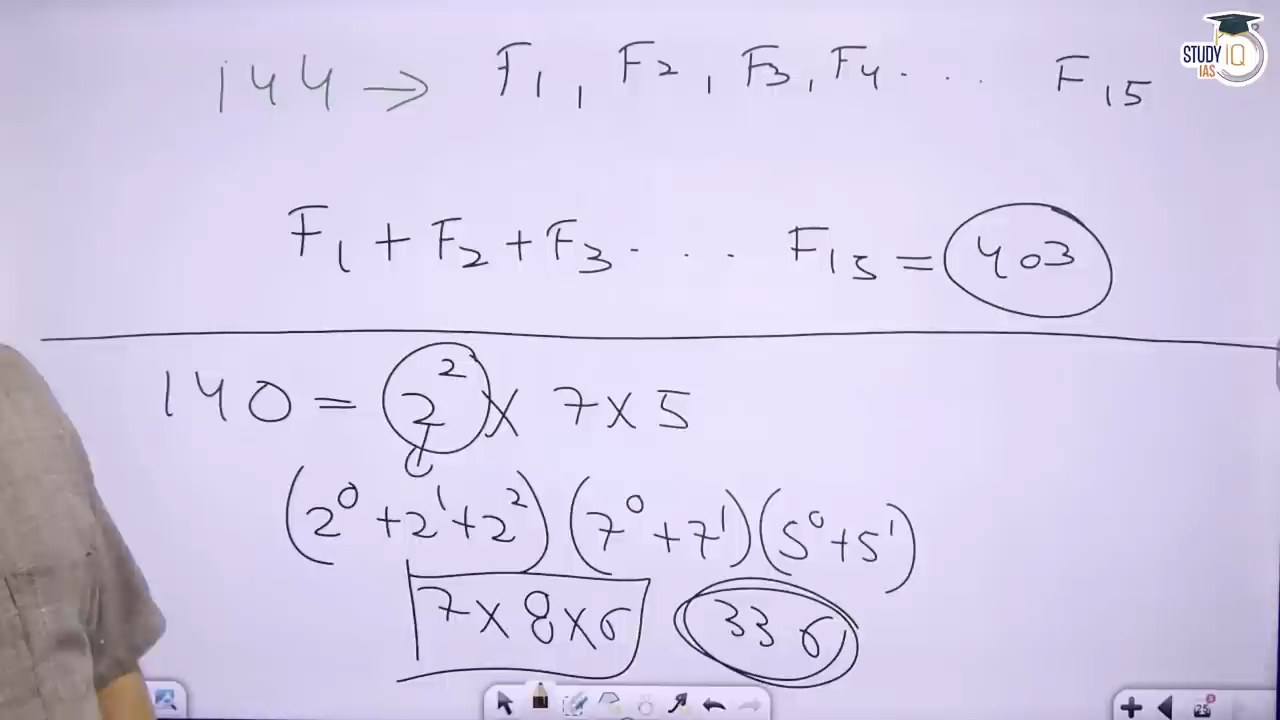 144 → F₁, F₂, F₃, F₄ . . . . F₁₅
STUDY IQ
IAS
F₁ + F₂ + F₃ . . . . F₁₅ = 403
140 = 2² × 7 × 5
(2⁰ + 2¹ + 2²) (7⁰ + 7¹) (5⁰ + 5¹)
7 × 8 × 6 336
25